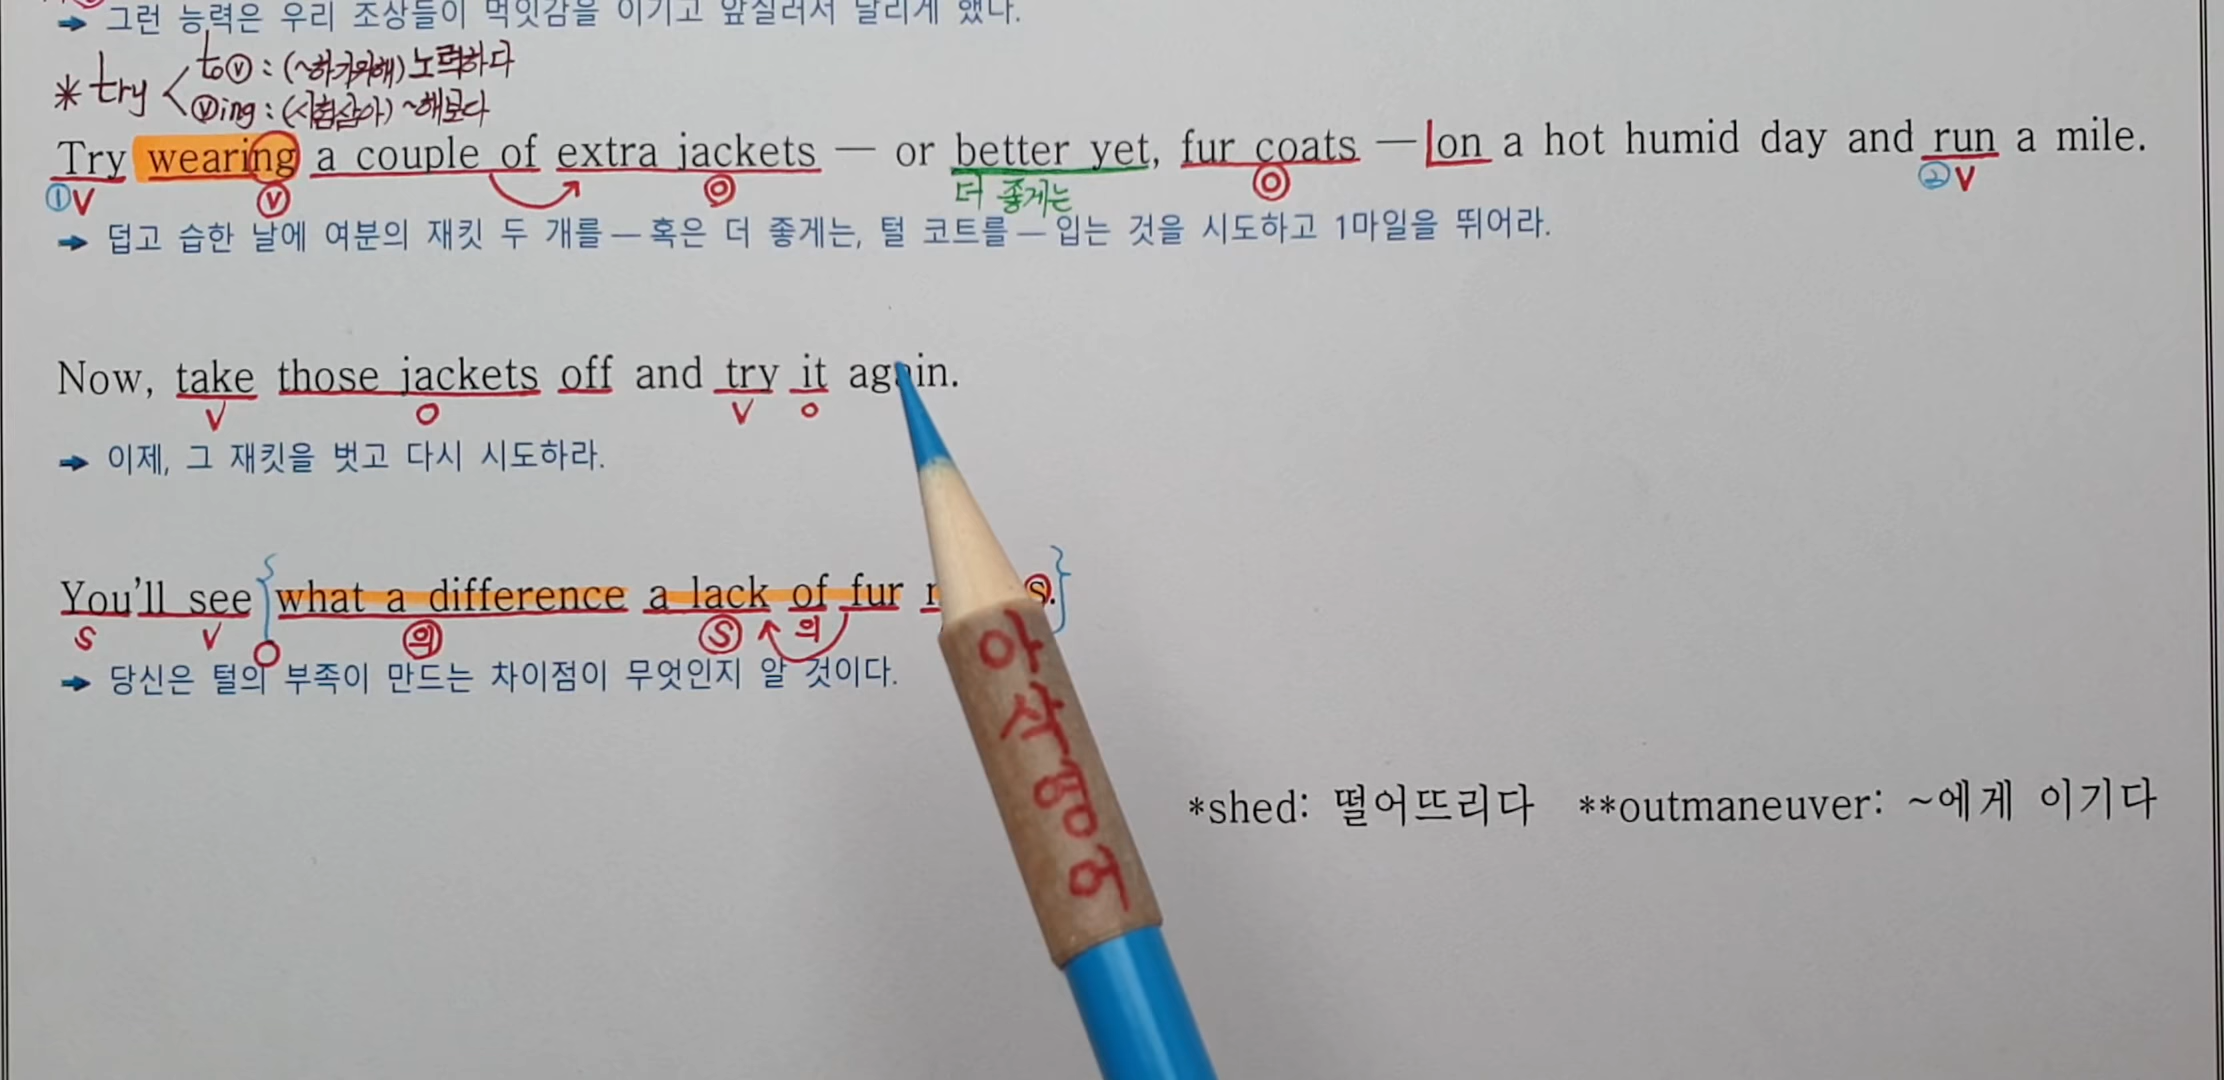 ➡ 그런 능력은 우리 조상들이 먹잇감을 이기고 앞질러서 달리게 했다.
*try < toⓥ : (~하기위해) 노력하다
ⓥing : (시험삼아) ~해보다
Try wearing a couple of extra jackets — or better yet, fur coats — on a hot humid day and run a mile.
①V ⓥ ⓞ 더 좋게는 ⓞ ②V
➡ 덥고 습한 날에 여분의 재킷 두 개를 — 혹은 더 좋게는, 털 코트를 — 입는 것을 시도하고 1마일을 뛰어라.
Now, take those jackets off and try it again.
V O V O
➡ 이제, 그 재킷을 벗고 다시 시도하라.
You'll see {what a difference a lack of fur s.}
S V O 의 Ⓢ 의
➡ 당신은 털의 부족이 만드는 차이점이 무엇인지 알 것이다.
아삭영어
*shed: 떨어뜨리다 **outmaneuver: ~에게 이기다